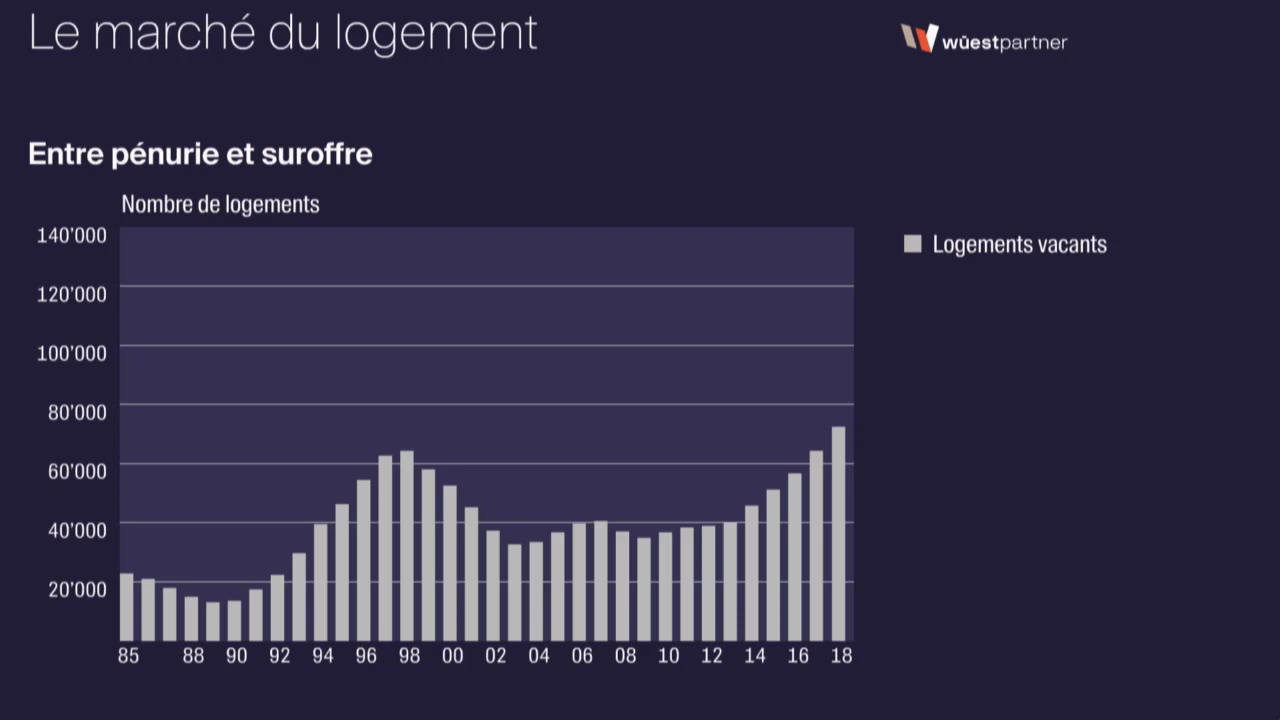 Le marché du logement
wüestpartner
Entre pénurie et suroffre
Nombre de logements
140’000
120’000
100’000
80’000
60’000
40’000
20’000
Logements vacants
85 88 90 92 94 96 98 00 02 04 06 08 10 12 14 16 18